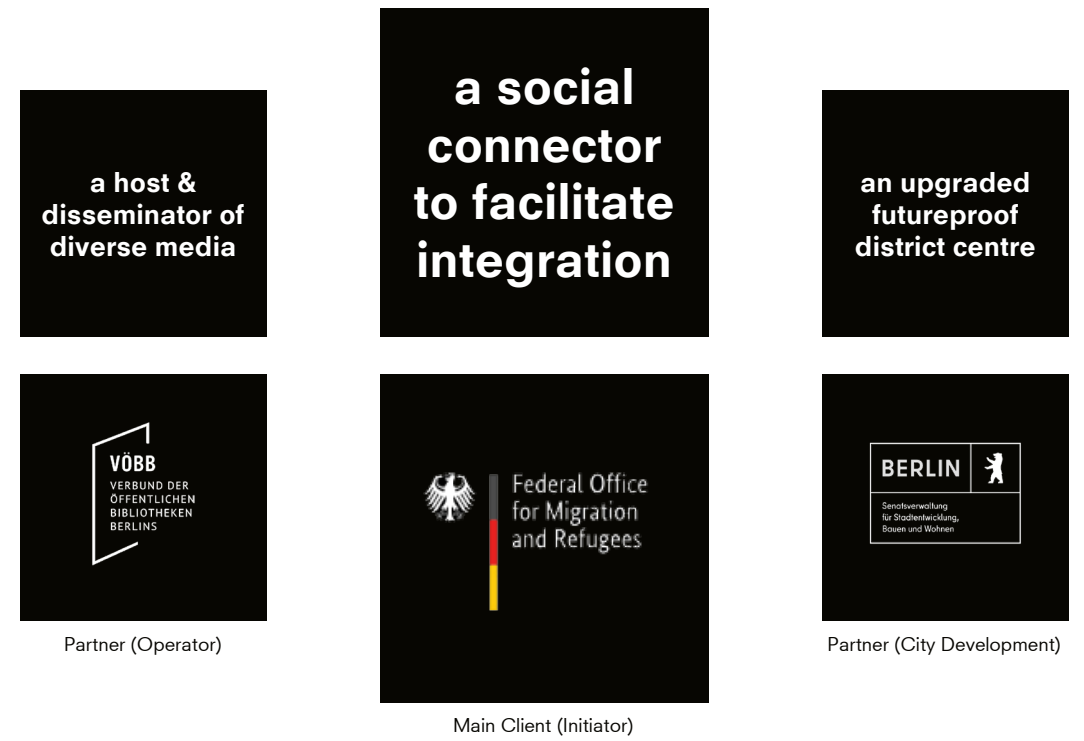 a social
connector
to facilitate
integration
a host &
disseminator of
diverse media
an upgraded
futureproof
district centre
VÖBB
VERBUND DER
ÖFFENTLICHEN
BIBLIOTHEKEN
BERLINS
Federal Office
for Migration
and Refugees
BERLIN
Senatsverwaltung
für Stadtentwicklung,
Bauen und Wohnen
Partner (Operator)
Partner (City Development)
Main Client (Initiator)